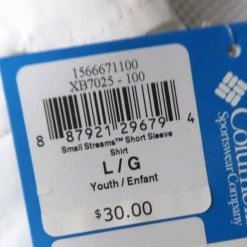 1566671100
XB7025 - 100
8 87921 29679 4
Small Streams™ Short Sleeve
Shirt
L / G
Youth / Enfant
$30.00
Columbia
Sportswear Company